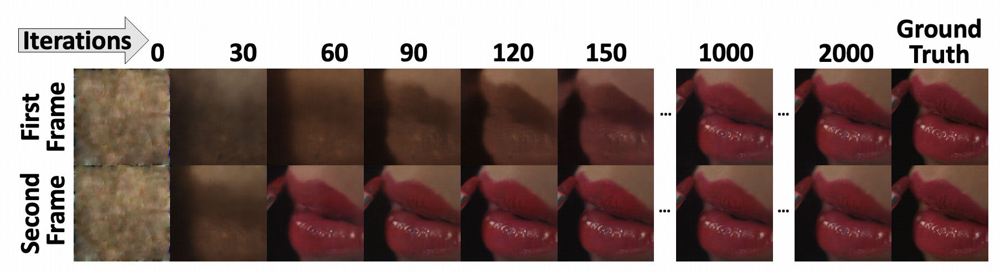 Iterations
0 30 60 90 120 150 1000 2000 Ground
Truth
First
Frame
... ...
Second
Frame
... ...